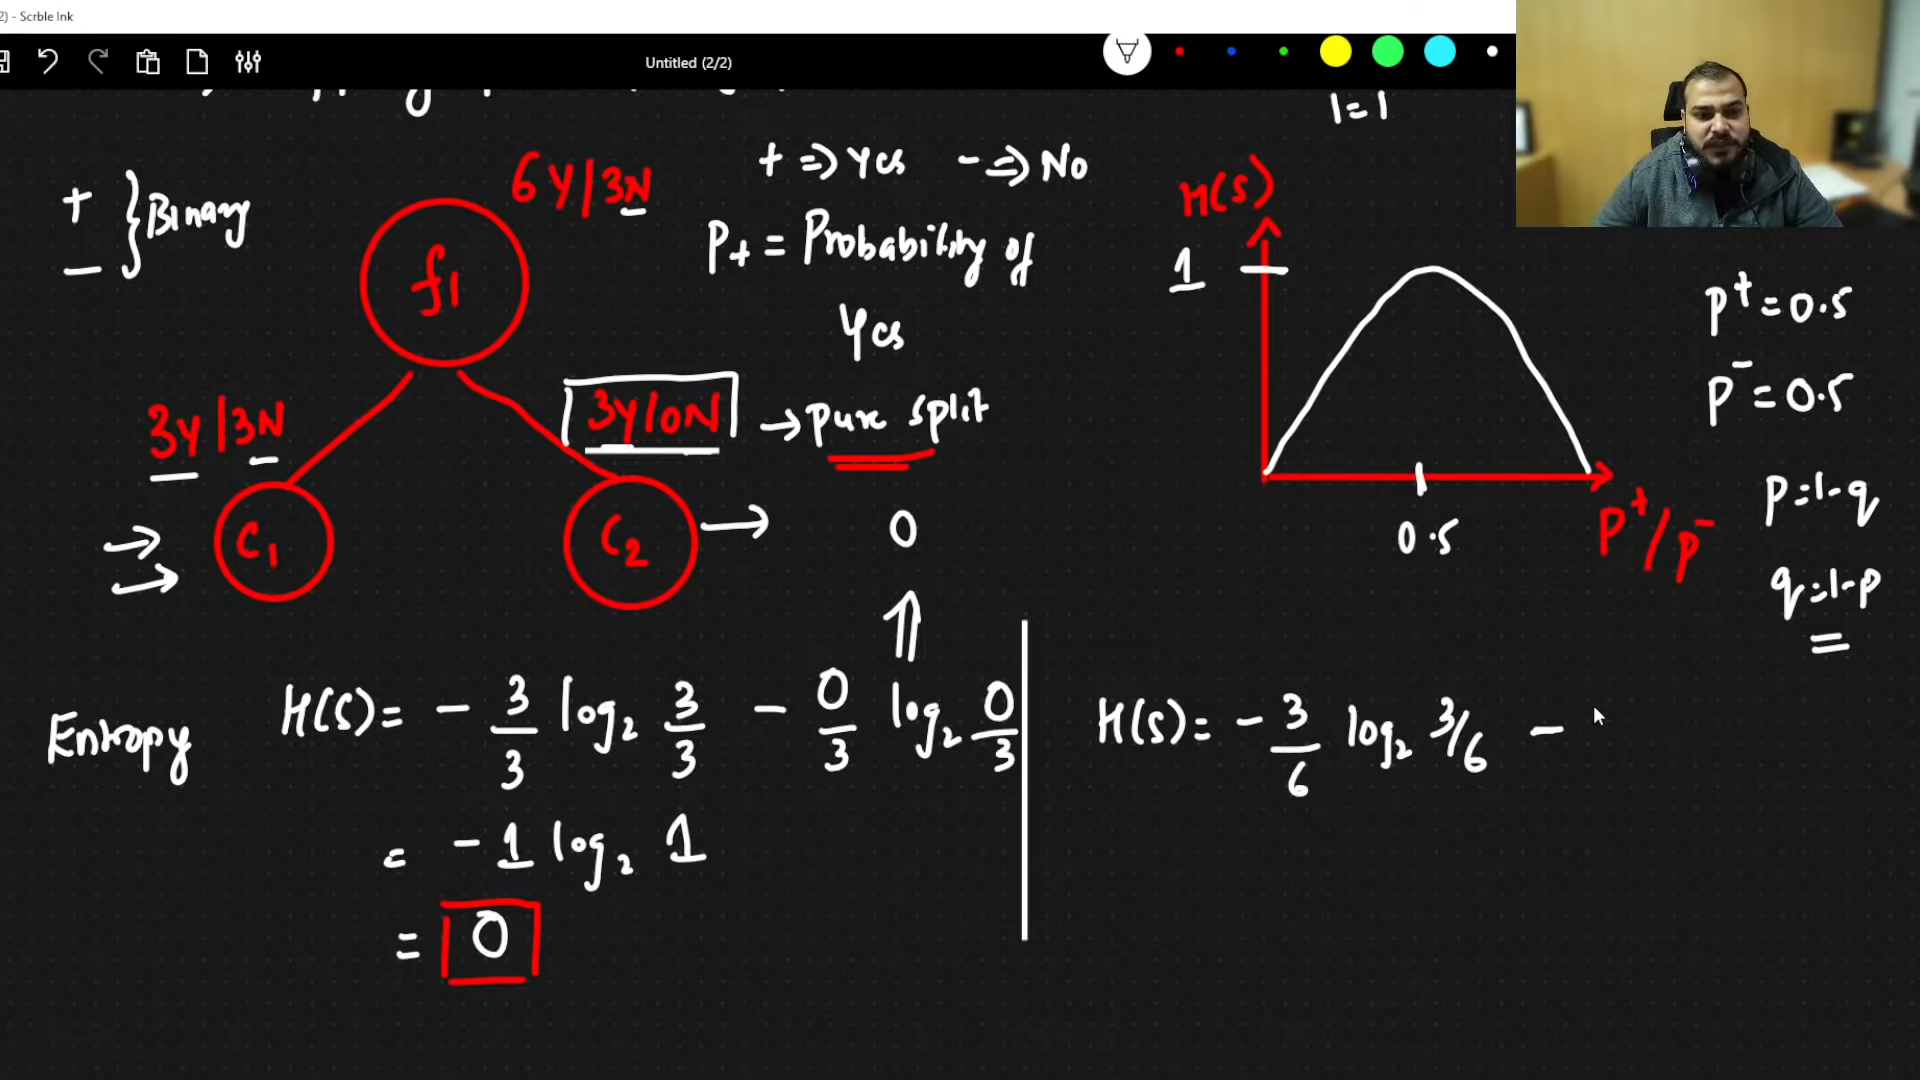 2) - Scrble Ink
Untitled (2/2)
1=1
+
-
} Binary
6Y/3N
f1
+ => Yes - => No
P+ = Probability of
Yes
3Y/3N
3Y/0N → pure split
C1
C2 → 0
H(S)
1
0.5
P+/P-
P+ = 0.5
P- = 0.5
P=1-q
q=1-P
Entropy H(S)= - 3/3 log2 3/3 - 0/3 log2 0/3
= -1 log2 1
= 0
H(S)= - 3/6 log2 3/6 -